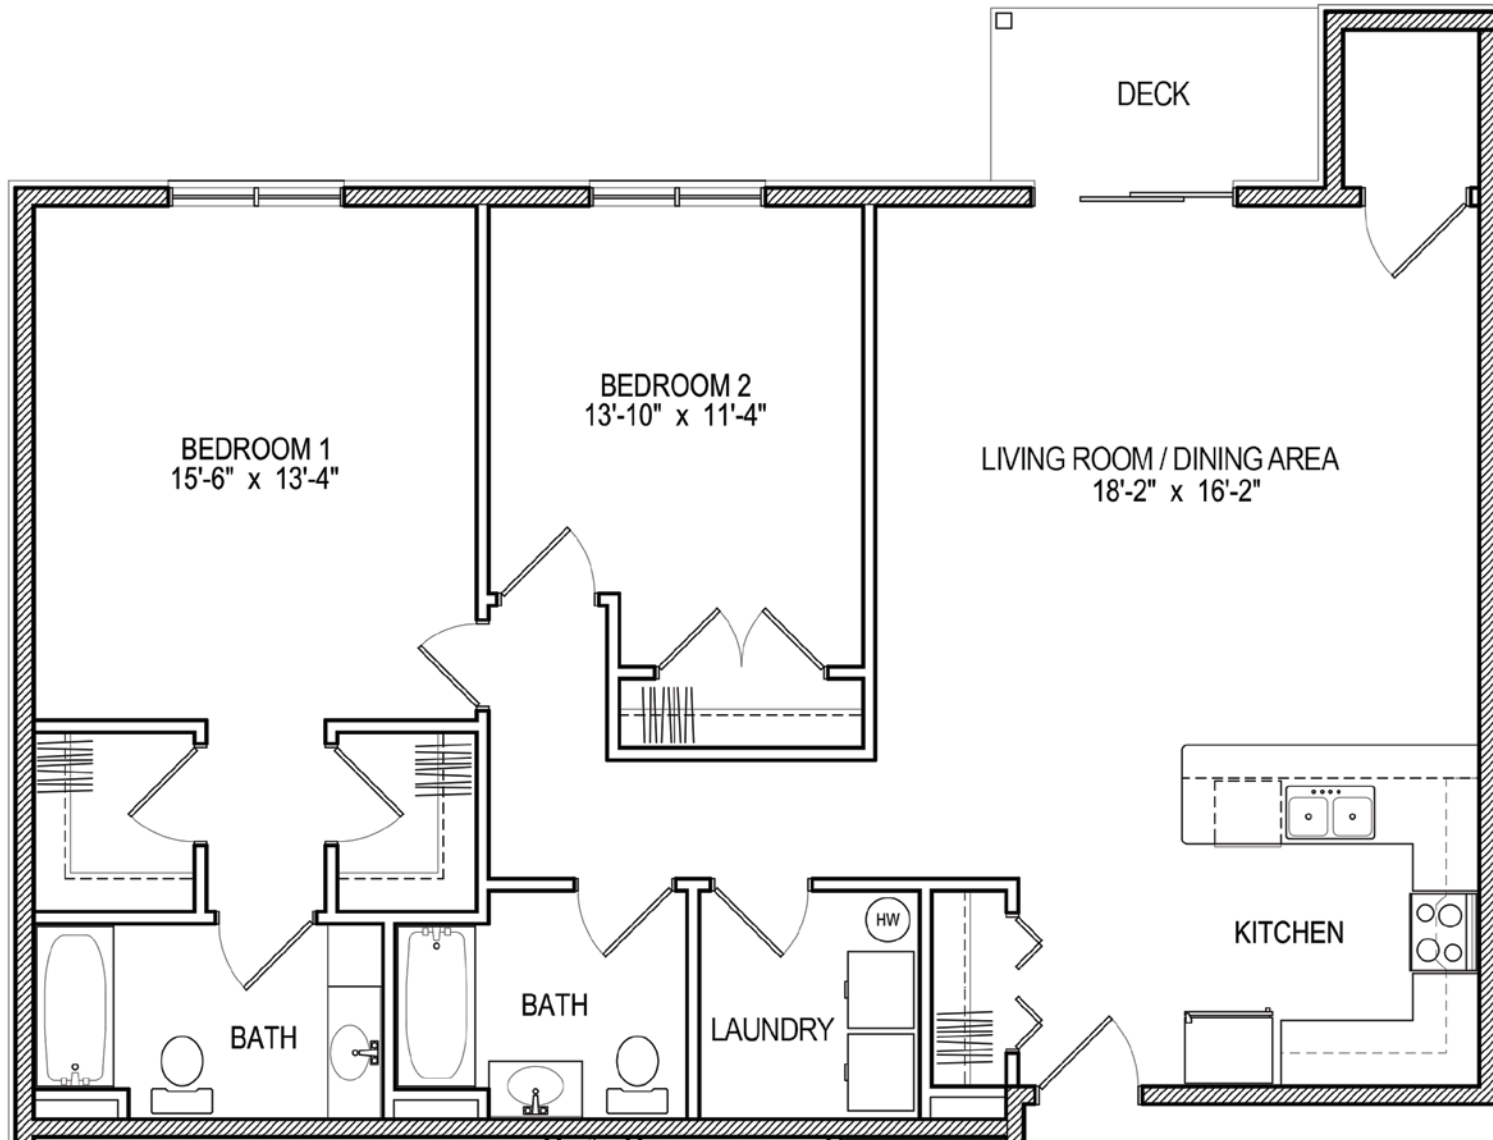 DECK
BEDROOM 2
13'-10" x 11'-4"
BEDROOM 1
15'-6" x 13'-4"
LIVING ROOM / DINING AREA
18'-2" x 16'-2"
HW
KITCHEN
BATH
LAUNDRY
BATH